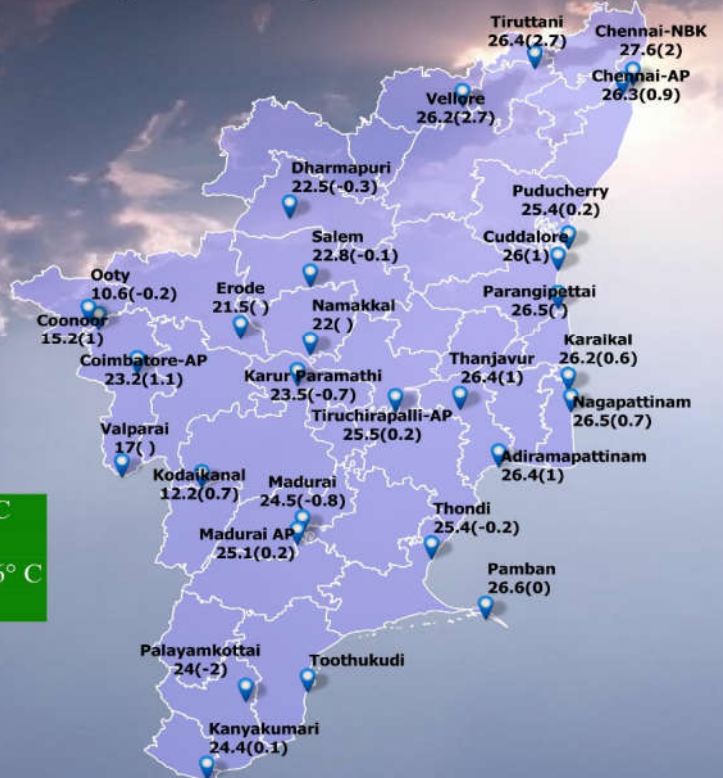 Tiruttani
26.4(2.7)
Chennai-NBK
27.6(2)
Chennai-AP
26.3(0.9)
Vellore
26.2(2.7)
Dharmapuri
22.5(-0.3)
Puducherry
25.4(0.2)
Salem
22.8(-0.1)
Cuddalore
26(1)
Ooty
10.6(-0.2)
Erode
21.5( )
Namakkal
22( )
Parangipettai
26.5( )
Coonoor
15.2(1)
Karaikal
26.2(0.6)
Coimbatore-AP
23.2(1.1)
Karur Paramathi
23.5(-0.7)
Thanjavur
26.4(1)
Tiruchirapalli-AP
25.5(0.2)
Nagapattinam
26.5(0.7)
Valparai
17( )
Kodaikanal
12.2(0.7)
Madurai
24.5(-0.8)
Adiramapattinam
26.4(1)
Madurai AP
25.1(0.2)
Thondi
25.4(-0.2)
C
° C
Pamban
26.6(0)
Palayamkottai
24(-2)
Toothukudi
Kanyakumari
24.4(0.1)